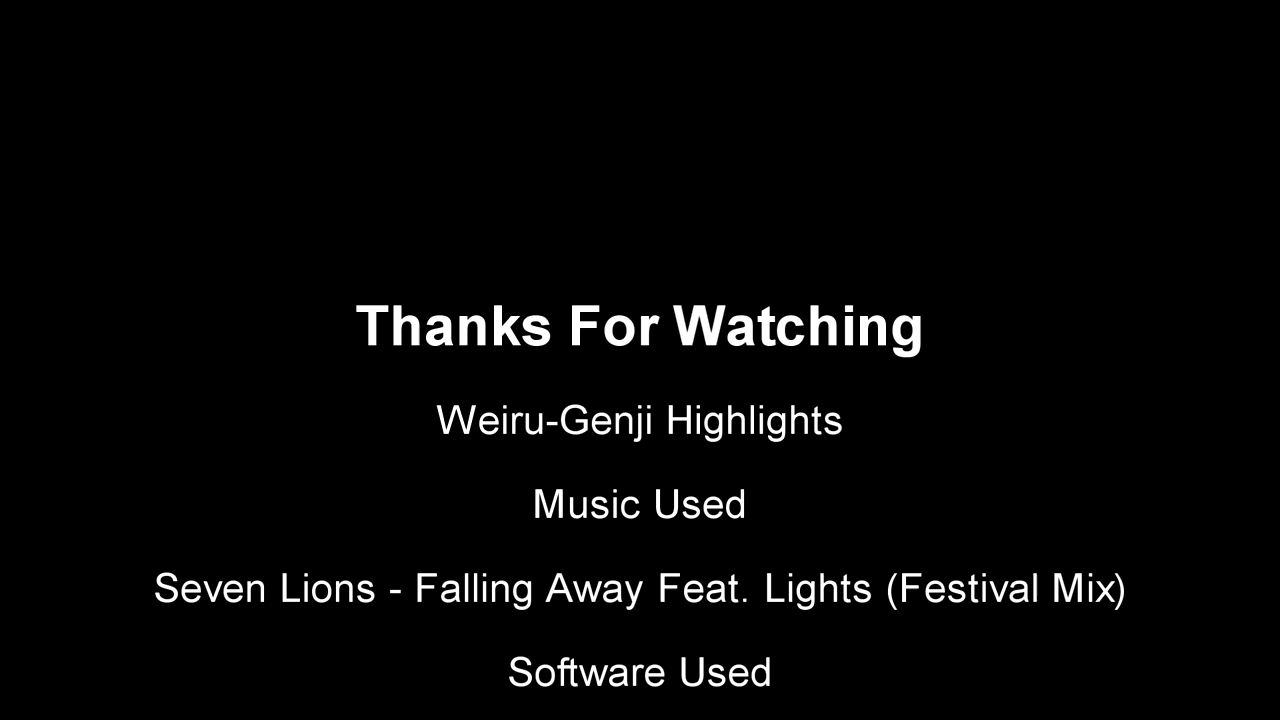 Thanks For Watching
Weiru-Genji Highlights
Music Used
Seven Lions - Falling Away Feat. Lights (Festival Mix)
Software Used